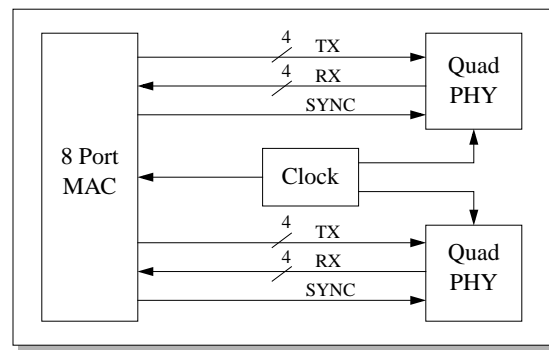 4 TX
4 RX
SYNC
Quad
PHY
8 Port
MAC
Clock
4 TX
4 RX
SYNC
Quad
PHY